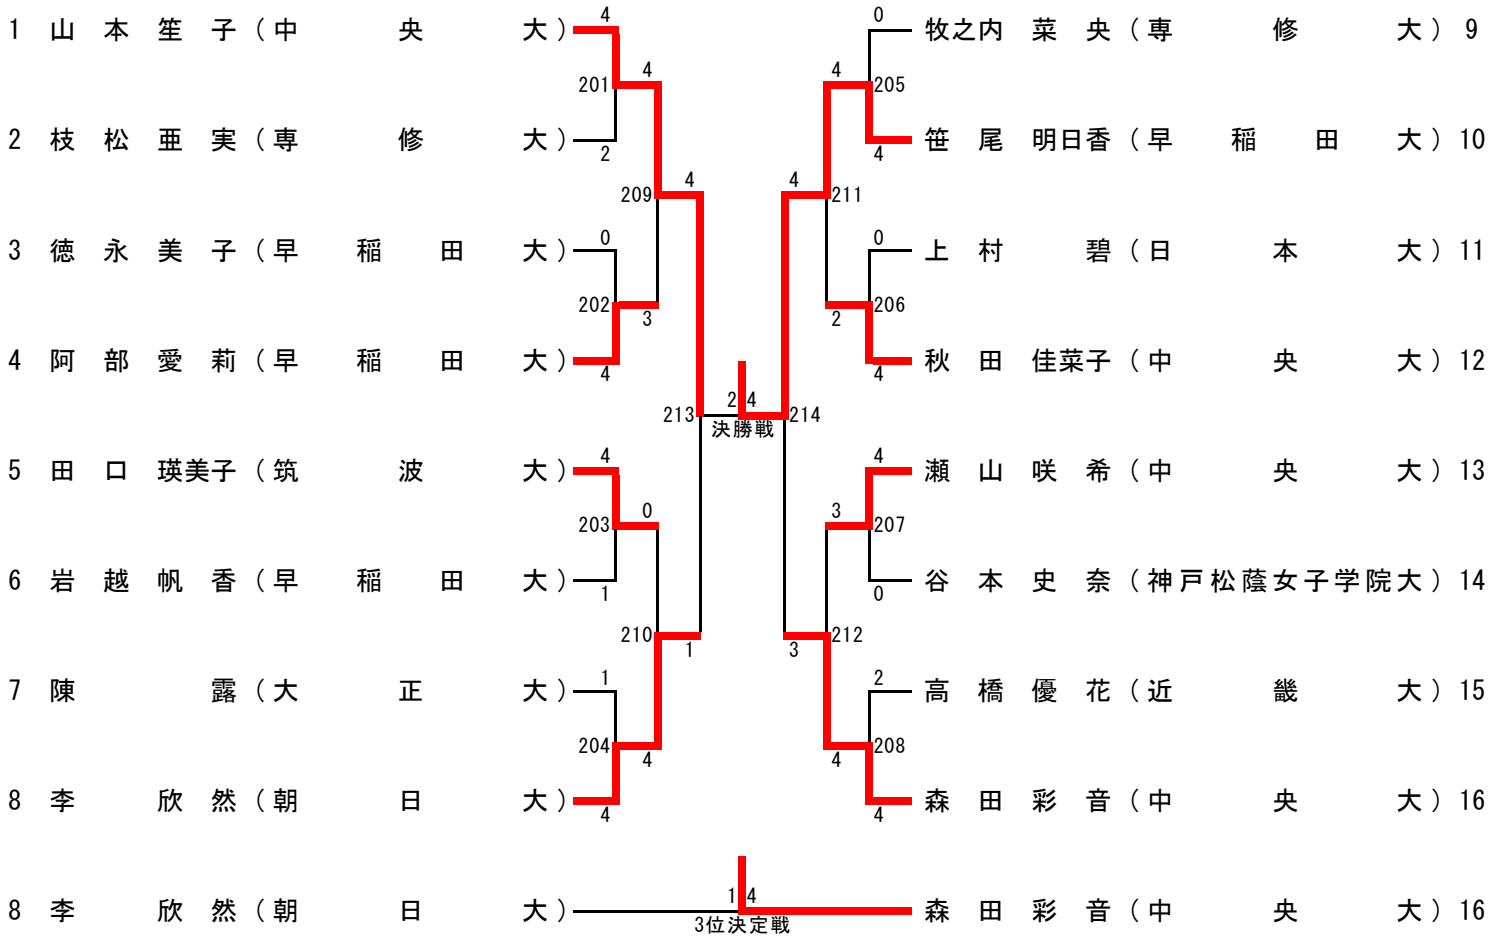 1 山本笙子（中央大） 4 0 牧之内菜央（専修大） 9
201 4 4 205
2 枝松亜実（専修大） 2 4 笹尾明日香（早稲田大） 10
209 4 4 211
3 徳永美子（早稲田大） 0 0 上村碧（日本大） 11
202 3 2 206
4 阿部愛莉（早稲田大） 4 4 秋田佳菜子（中央大） 12
213 2 4 214
決勝戦
5 田口瑛美子（筑波大） 4 4 瀬山咲希（中央大） 13
203 0 3 207
6 岩越帆香（早稲田大） 1 0 谷本史奈（神戸松蔭女子学院大） 14
210 1 3 212
7 陳露（大正大） 1 2 高橋優花（近畿大） 15
204 4 4 208
8 李欣然（朝日大） 4 4 森田彩音（中央大） 16
8 李欣然（朝日大） 1 4 森田彩音（中央大） 16
3位決定戦